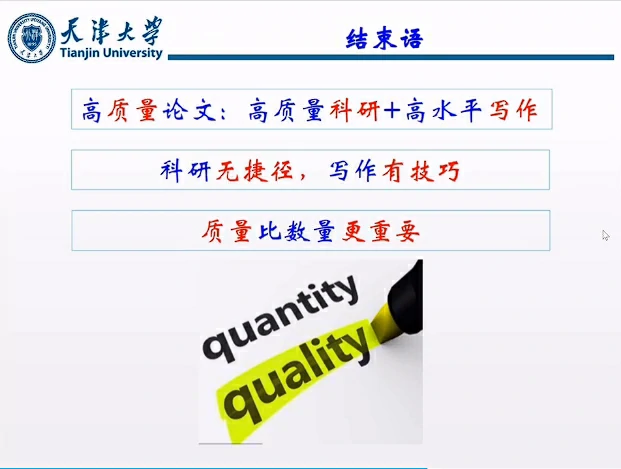 天津大学
Tianjin University
结束语
高质量论文：高质量科研+高水平写作
科研无捷径，写作有技巧
质量比数量更重要
quantity
quality